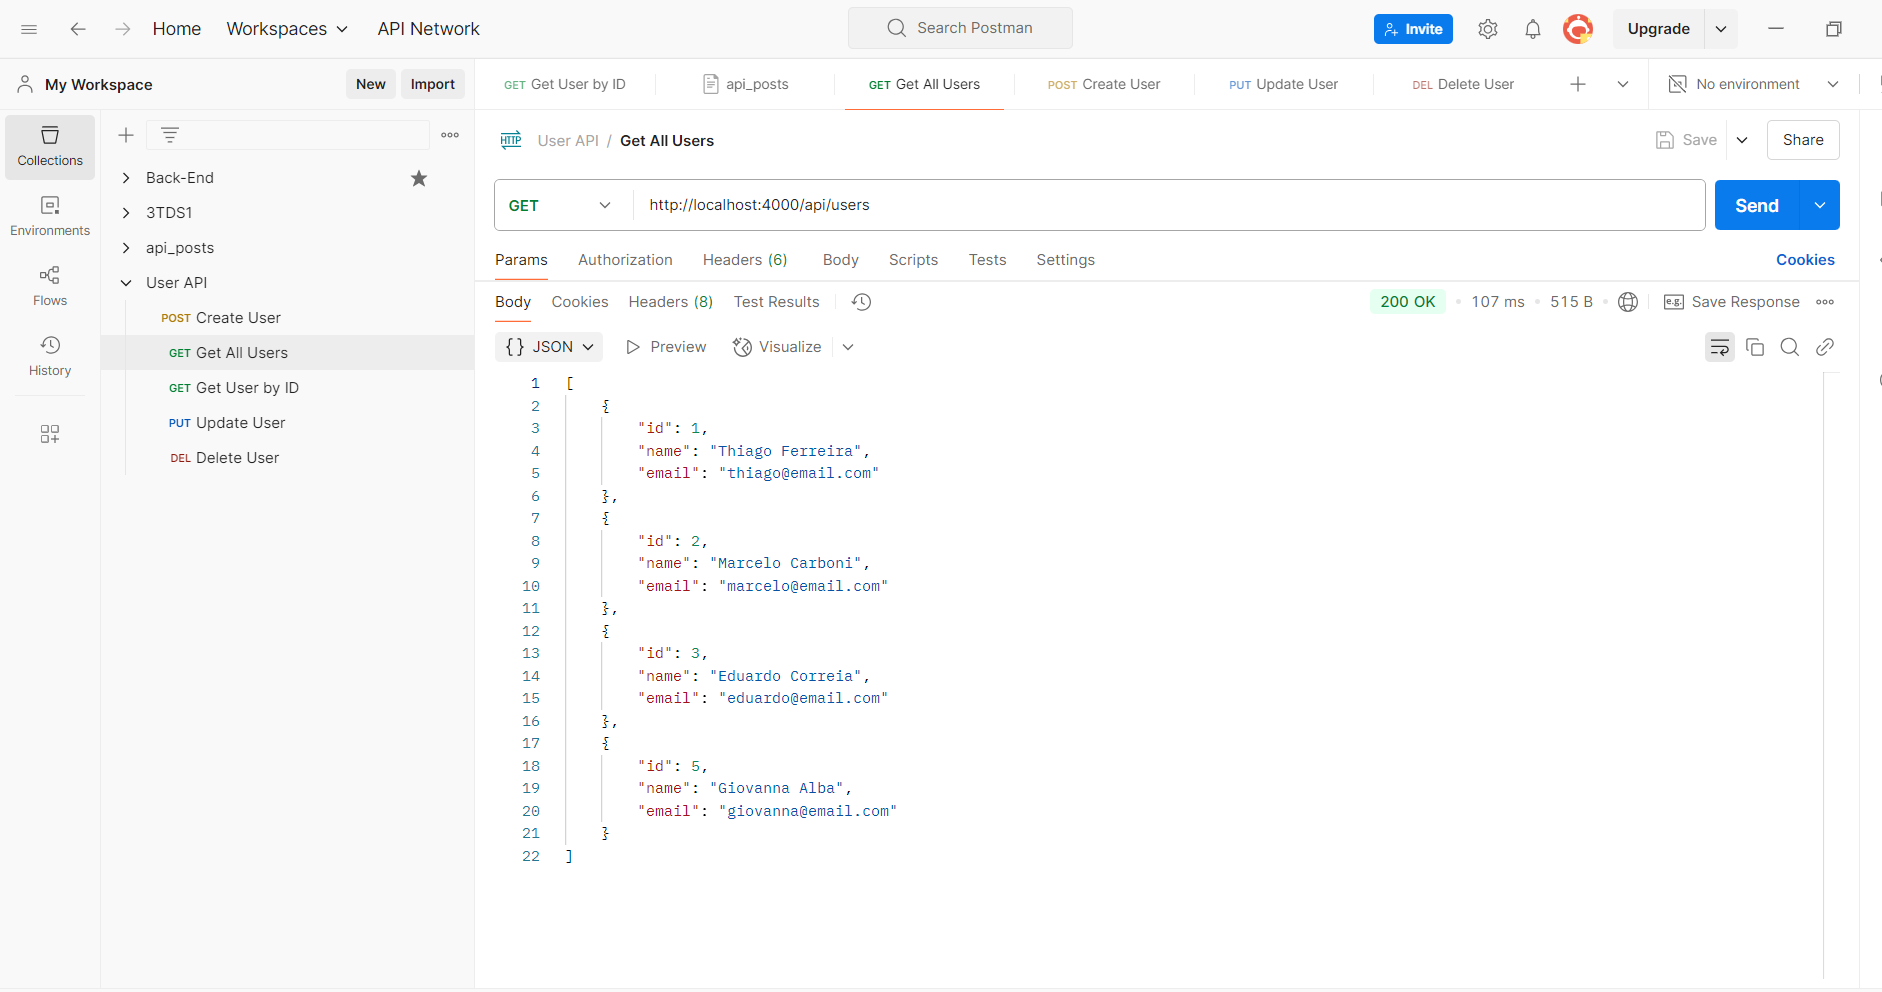 Home Workspaces API Network Search Postman Invite Upgrade
My Workspace New Import GET Get User by ID api_posts GET Get All Users POST Create User PUT Update User DEL Delete User No environment
Collections
Environments
Flows
History
Back-End
3TDS1
api_posts
User API
POST Create User
GET Get All Users
GET Get User by ID
PUT Update User
DEL Delete User
HTTP User API / Get All Users Save Share
GET http://localhost:4000/api/users Send
Params Authorization Headers (6) Body Scripts Tests Settings Cookies
Body Cookies Headers (8) Test Results 200 OK 107 ms 515 B e.g. Save Response
{} JSON Preview Visualize
1 [
2 {
3 "id": 1,
4 "name": "Thiago Ferreira",
5 "email": "thiago@email.com"
6 },
7 {
8 "id": 2,
9 "name": "Marcelo Carboni",
10 "email": "marcelo@email.com"
11 },
12 {
13 "id": 3,
14 "name": "Eduardo Correia",
15 "email": "eduardo@email.com"
16 },
17 {
18 "id": 5,
19 "name": "Giovanna Alba",
20 "email": "giovanna@email.com"
21 }
22 ]